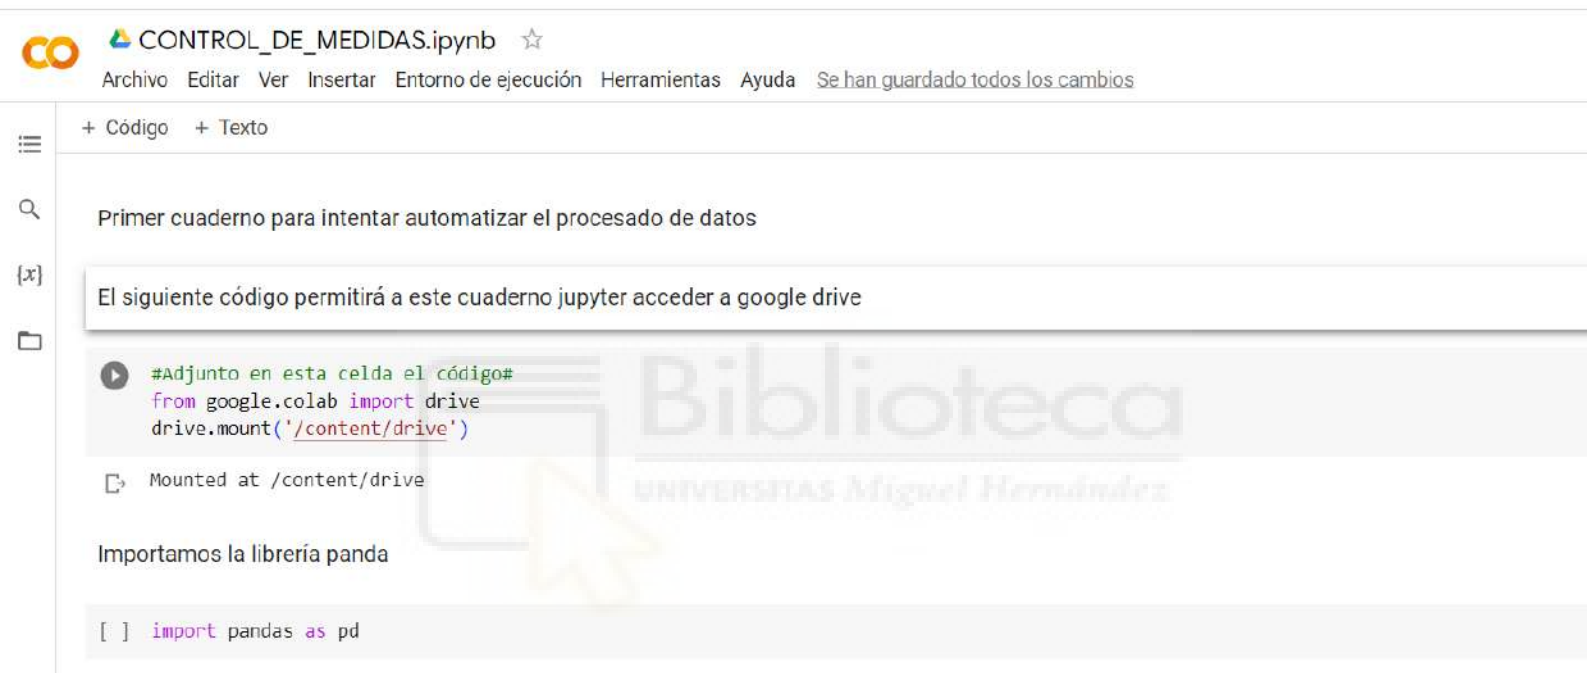 CONTROL_DE_MEDIDAS.ipynb
Archivo Editar Ver Insertar Entorno de ejecución Herramientas Ayuda Se han guardado todos los cambios
+ Código + Texto
Primer cuaderno para intentar automatizar el procesado de datos
{x}
El siguiente código permitirá a este cuaderno jupyter acceder a google drive
#Adjunto en esta celda el código#
from google.colab import drive
drive.mount('/content/drive')
Biblioteca
Mounted at /content/drive
UNIVERSITAS Miguel Hernández
Importamos la librería panda
[ ] import pandas as pd